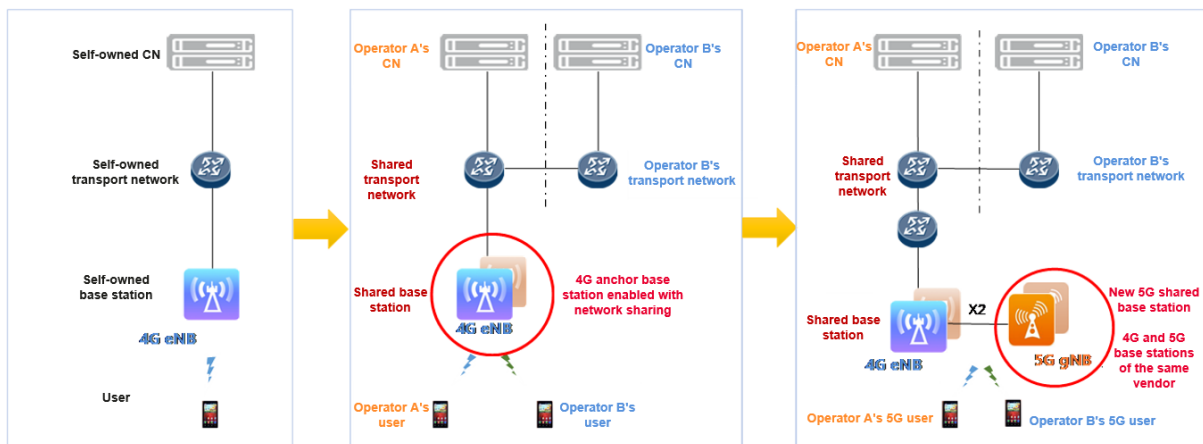 Self-owned CN
Self-owned
transport network
Self-owned
base station
4G eNB
User
Operator A's
CN
Operator B's
CN
Shared
transport
network
Operator B's
transport network
Shared base
station
4G eNB
4G anchor base
station enabled with
network sharing
Operator A's
user
Operator B's
user
Operator A's
CN
Operator B's
CN
Shared
transport
network
Operator B's
transport network
Shared base
station
4G eNB
X2
5G gNB
New 5G shared
base station
4G and 5G
base stations
of the same
vendor
Operator A's 5G user
Operator B's 5G user